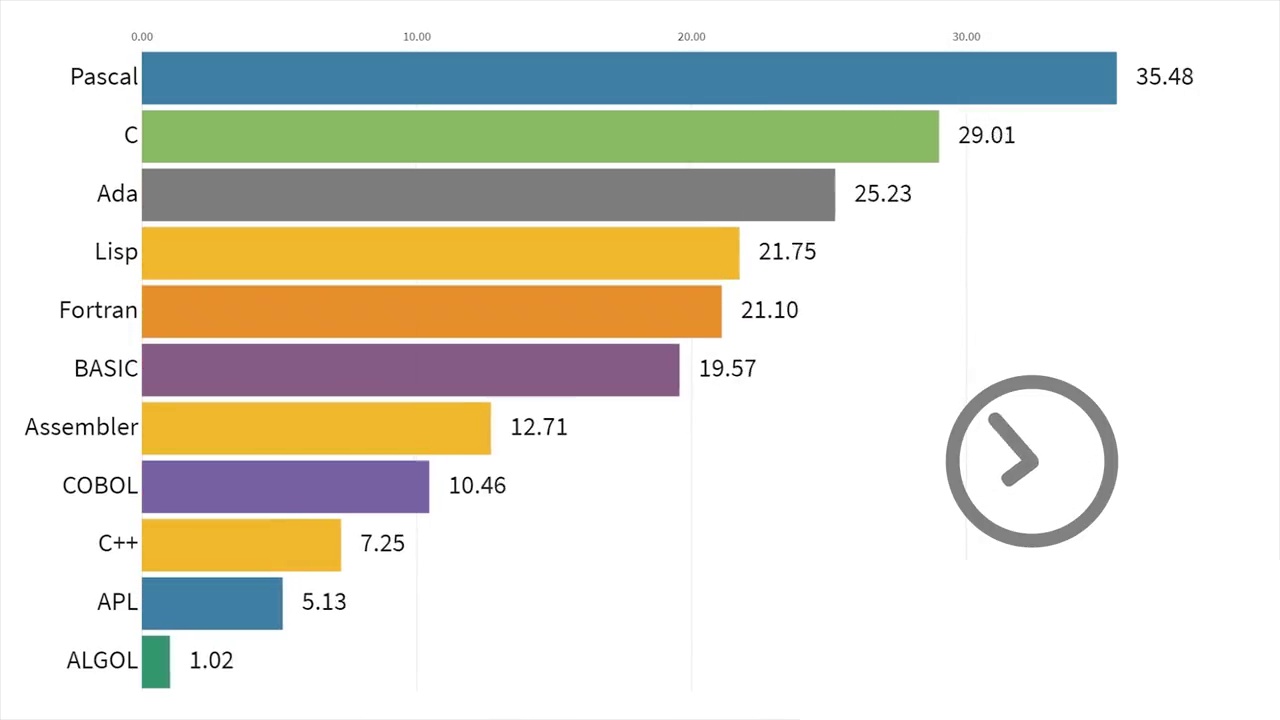 0.00 10.00 20.00 30.00
Pascal 35.48
C 29.01
Ada 25.23
Lisp 21.75
Fortran 21.10
BASIC 19.57
Assembler 12.71
COBOL 10.46
C++ 7.25
APL 5.13
ALGOL 1.02